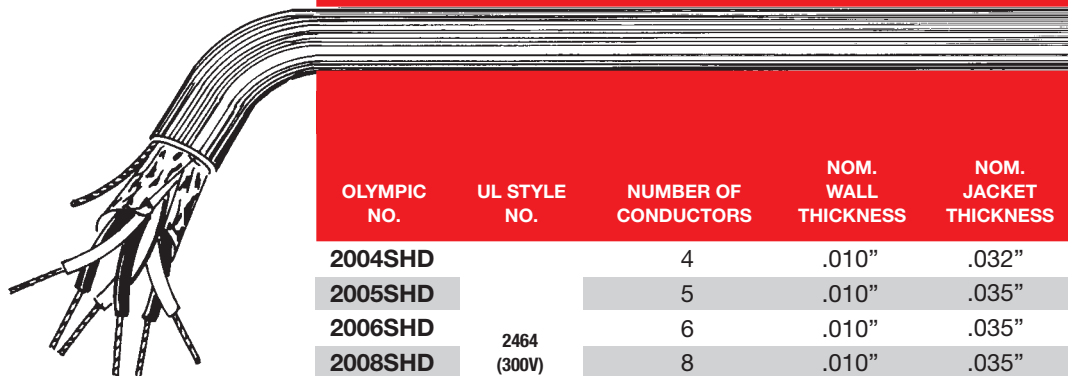 OLYMPIC NO. UL STYLE NO. NUMBER OF CONDUCTORS NOM. WALL THICKNESS NOM. JACKET THICKNESS
2004SHD 4 .010” .032”
2005SHD 5 .010” .035”
2006SHD 2464 6 .010” .035”
2008SHD (300V) 8 .010” .035”